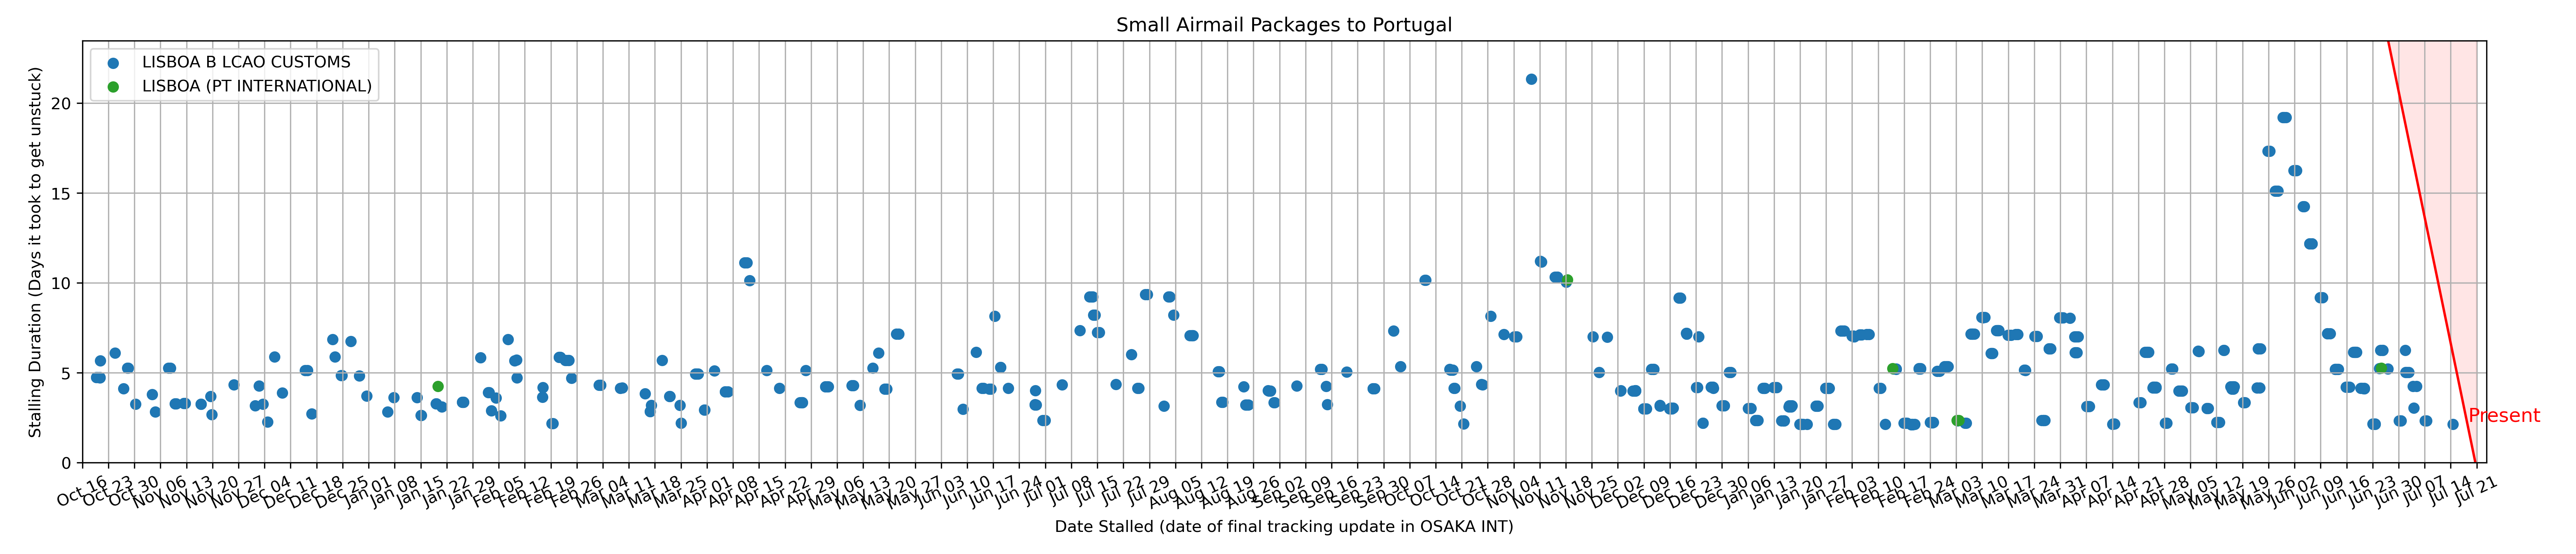 Small Airmail Packages to Portugal
LISBOA B LCAO CUSTOMS
LISBOA (PT INTERNATIONAL)
Stalling Duration (Days it took to get unstuck)
20
15
10
5
0
Present
Oct 16
Oct 23
Oct 30
Nov 06
Nov 13
Nov 20
Nov 27
Dec 04
Dec 11
Dec 18
Dec 25
Jan 01
Jan 08
Jan 15
Jan 22
Jan 29
Feb 05
Feb 12
Feb 19
Feb 26
Mar 04
Mar 11
Mar 18
Mar 25
Apr 01
Apr 08
Apr 15
Apr 22
Apr 29
May 06
May 13
May 20
May 27
Jun 03
Jun 10
Jun 17
Jun 24
Jul 01
Jul 08
Jul 15
Jul 22
Jul 29
Aug 05
Aug 12
Aug 19
Aug 26
Sep 02
Sep 09
Sep 16
Sep 23
Sep 30
Oct 07
Oct 14
Oct 21
Oct 28
Nov 04
Nov 11
Nov 18
Nov 25
Dec 02
Dec 09
Dec 16
Dec 23
Dec 30
Jan 06
Jan 13
Jan 20
Jan 27
Feb 03
Feb 10
Feb 17
Feb 24
Mar 03
Mar 10
Mar 17
Mar 24
Mar 31
Apr 07
Apr 14
Apr 21
Apr 28
May 05
May 12
May 19
May 26
Jun 02
Jun 09
Jun 16
Jun 23
Jun 30
Jul 07
Jul 14
Jul 21
Date Stalled (date of final tracking update in OSAKA INT)